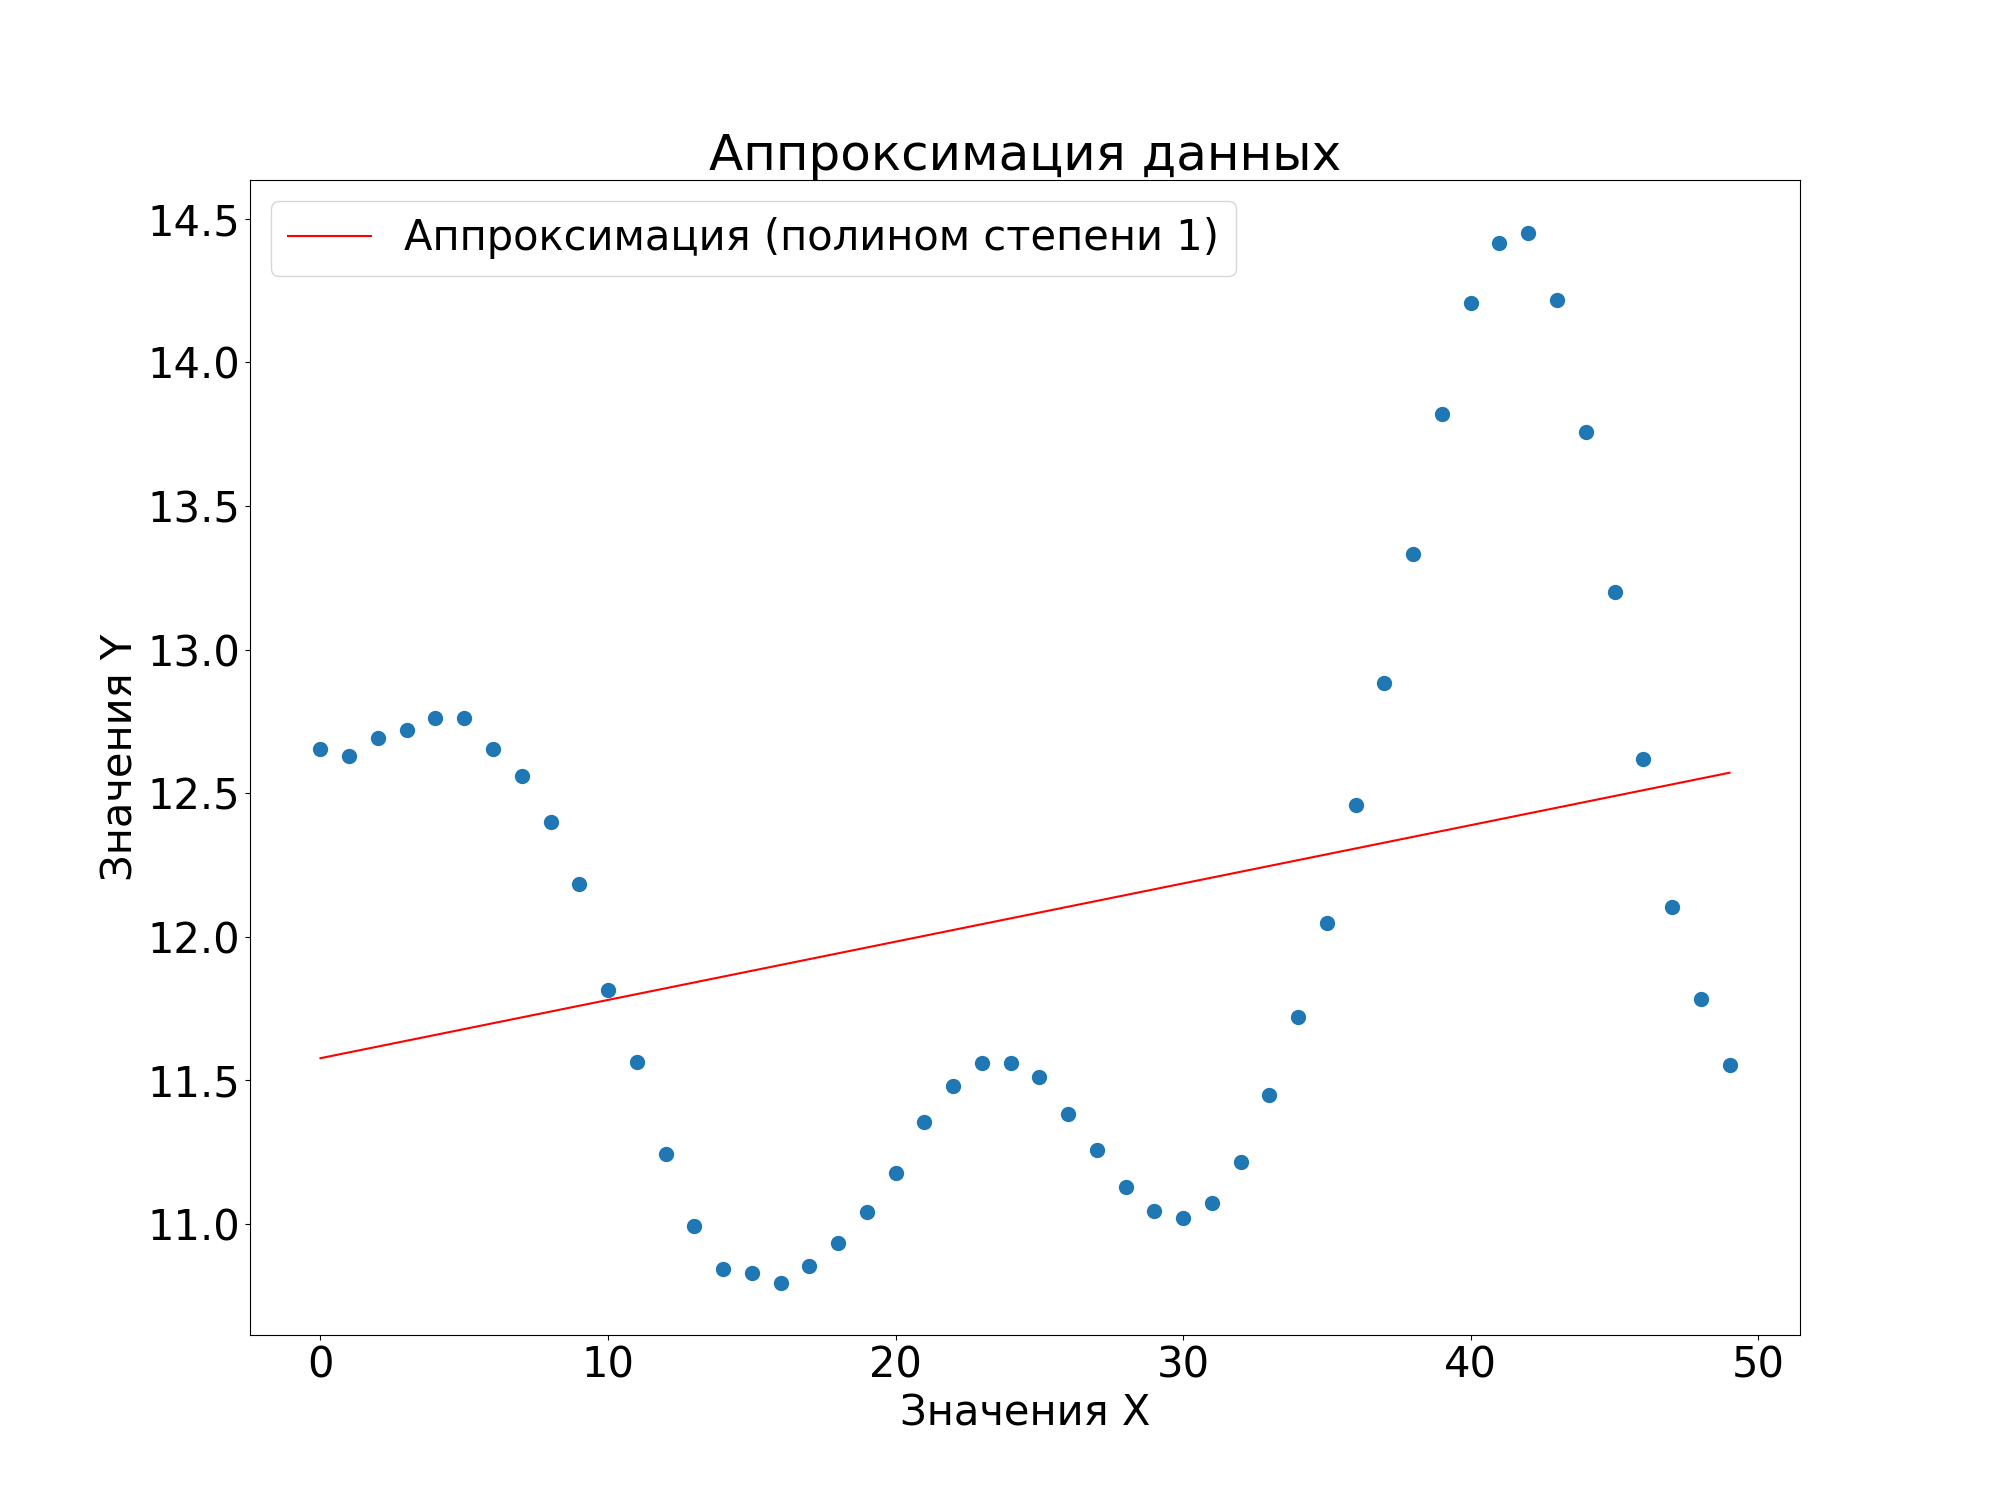 Аппроксимация данных
Аппроксимация (полином степени 1)
14.5
14.0
13.5
13.0
12.5
12.0
11.5
11.0
Значения Y
0 10 20 30 40 50
Значения X